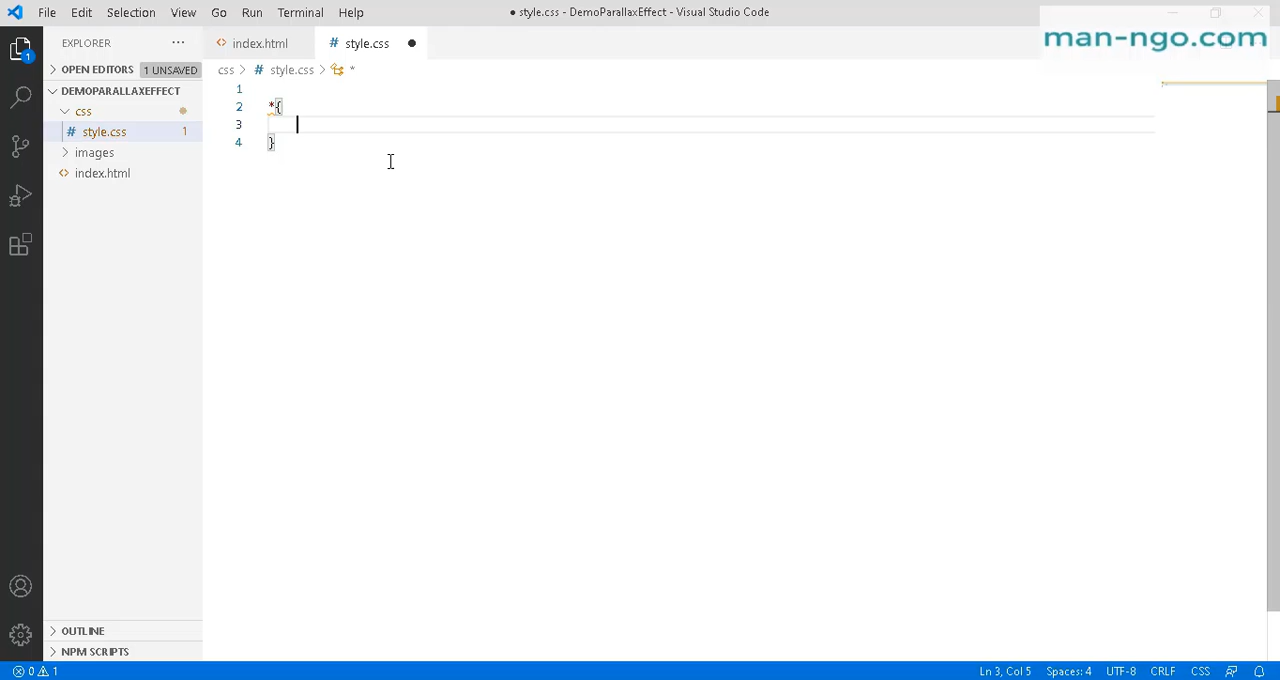 File Edit Selection View Go Run Terminal Help
● style.css - DemoParallaxEffect - Visual Studio Code
man-ngo.com
EXPLORER ···
index.html
# style.css ●
OPEN EDITORS 1 UNSAVED
css > # style.css > *
DEMOPARALLAXEFFECT
css
# style.css 1
images
index.html
1
2 *{
3
4 }
1
OUTLINE
NPM SCRIPTS
0 1
Ln 3, Col 5 Spaces: 4 UTF-8 CRLF CSS